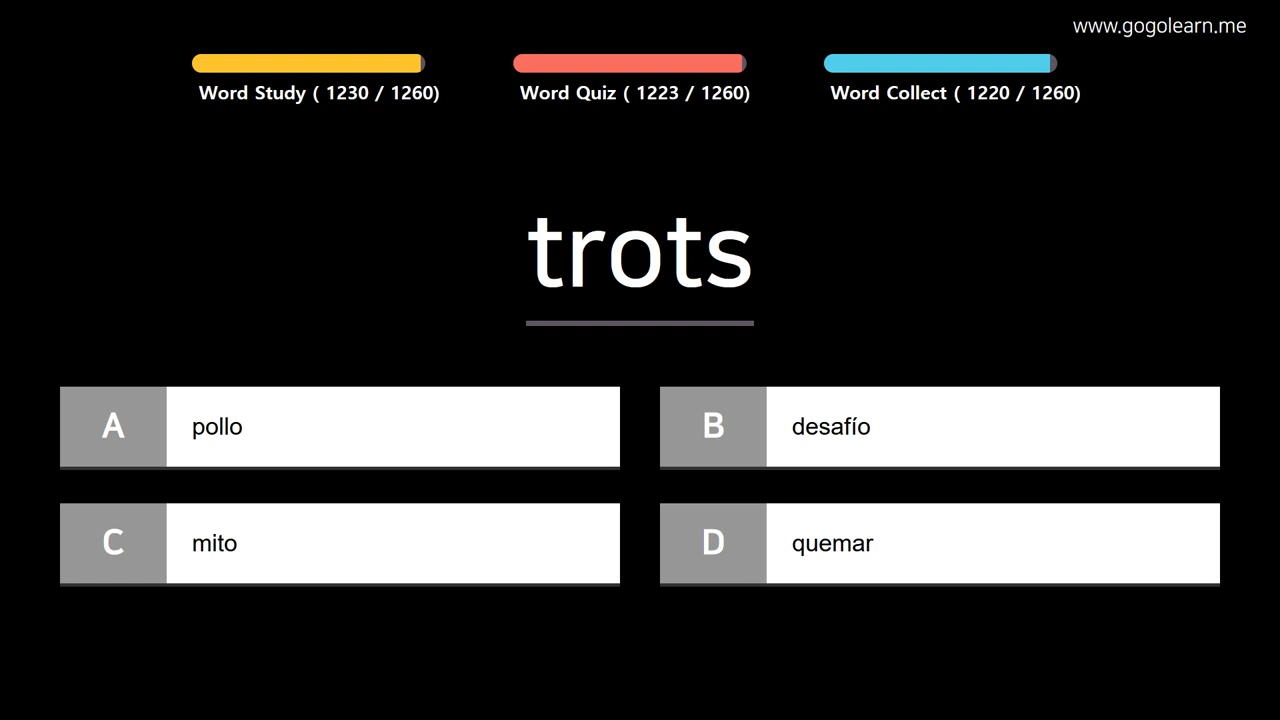 www.gogolearn.me
Word Study ( 1230 / 1260)
Word Quiz ( 1223 / 1260)
Word Collect ( 1220 / 1260)
trots
A pollo
B desafío
C mito
D quemar